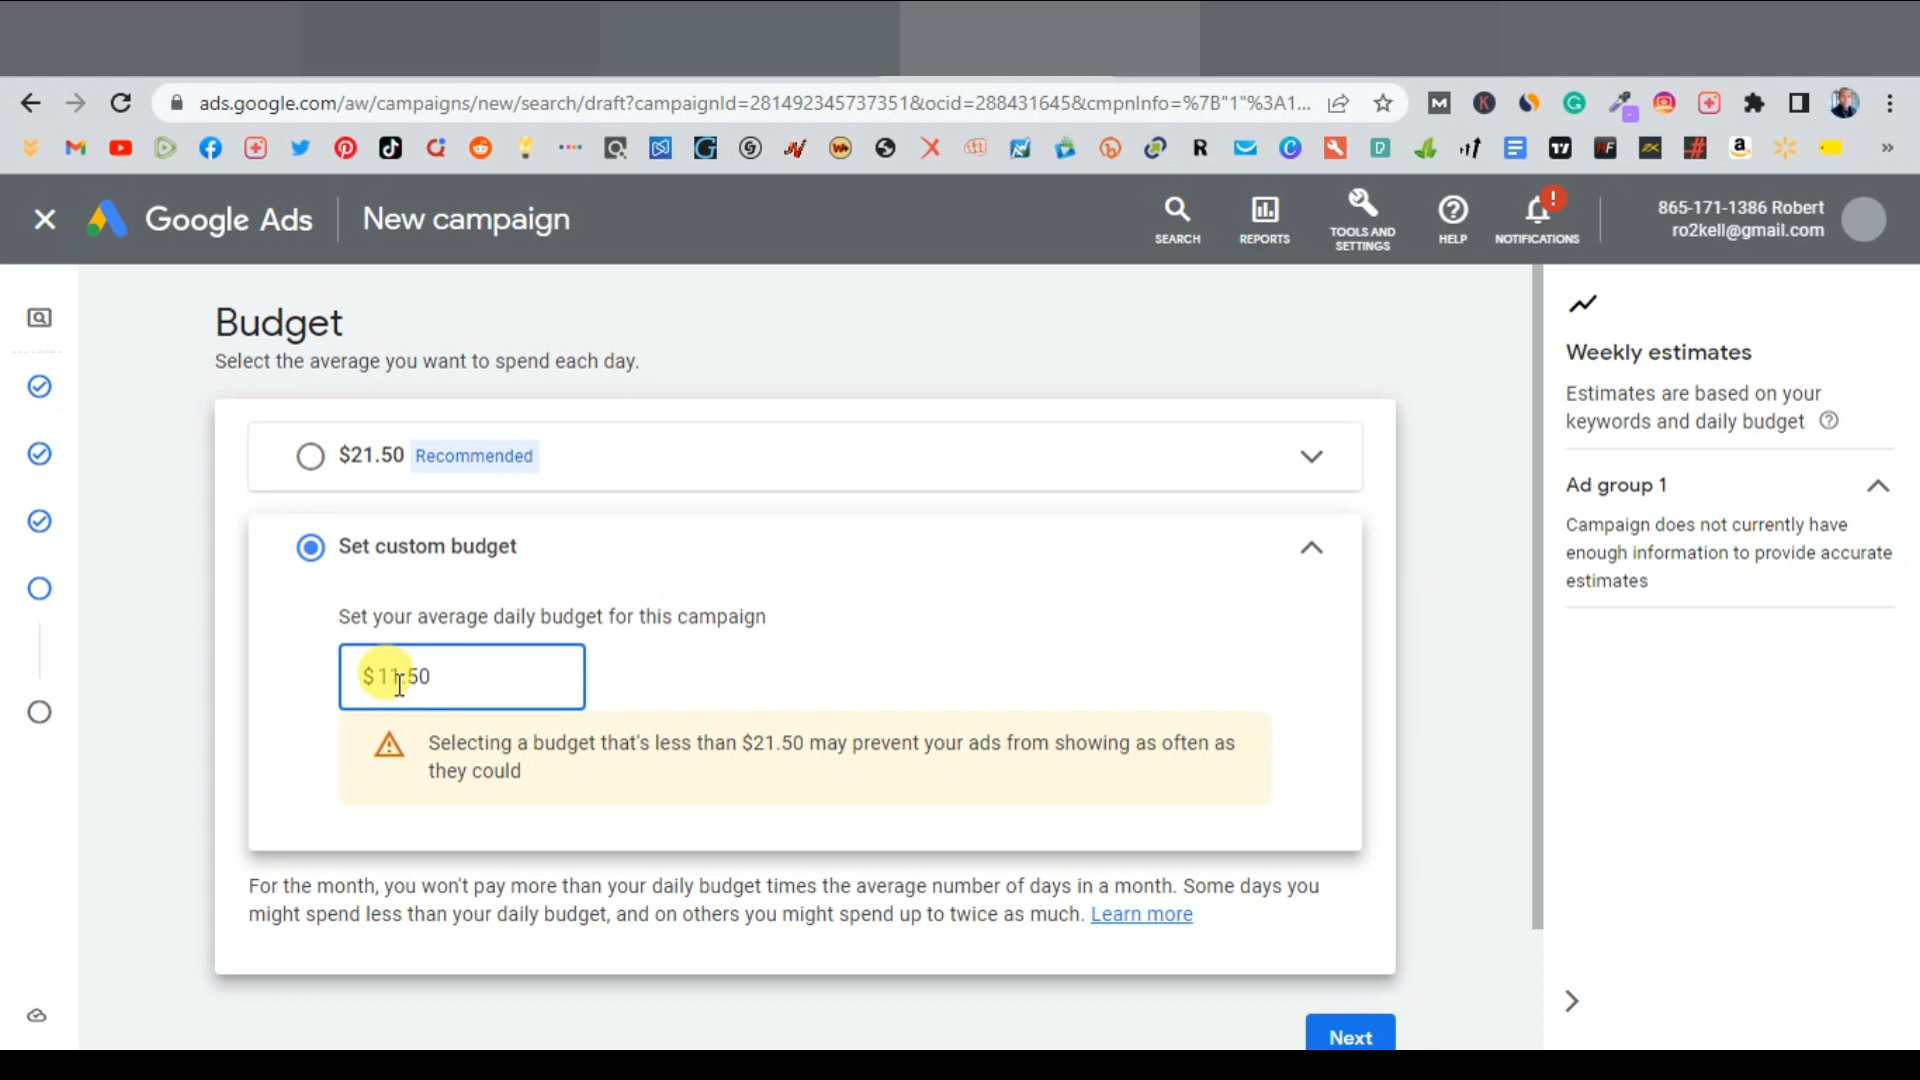 ads.google.com/aw/campaigns/new/search/draft?campaignId=281492345737351&ocid=288431645&cmpnInfo=%7B"1"%3A1...
Google Ads
New campaign
SEARCH
REPORTS
TOOLS AND
SETTINGS
HELP
NOTIFICATIONS
865-171-1386 Robert
ro2kell@gmail.com
Budget
Select the average you want to spend each day.
$21.50 Recommended
Set custom budget
Set your average daily budget for this campaign
$11.50
Selecting a budget that's less than $21.50 may prevent your ads from showing as often as
they could
For the month, you won't pay more than your daily budget times the average number of days in a month. Some days you
might spend less than your daily budget, and on others you might spend up to twice as much. Learn more
Next
Weekly estimates
Estimates are based on your
keywords and daily budget
Ad group 1
Campaign does not currently have
enough information to provide accurate
estimates